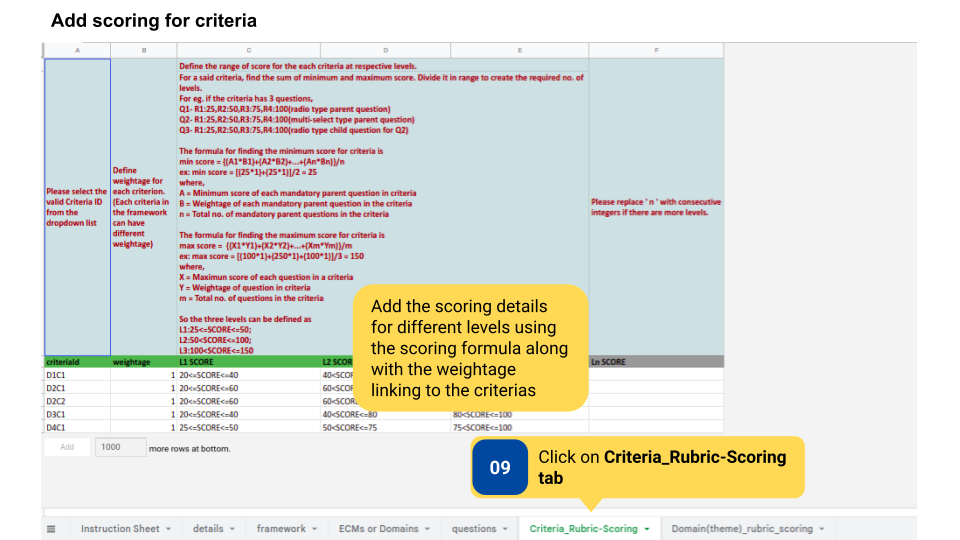 Add scoring for criteria
A
B
C
D
E
F
Please select the
valid Criteria ID
from the
dropdown list
Define
weightage for
each criterion.
(Each criteria in
the framework
can have
different
weightage)
Define the range of score for the each criteria at respective levels.
For a said criteria, find the sum of minimum and maximum score. Divide it in range to create the required no. of
levels.
For eg. if the criteria has 3 questions,
Q1- R1:25,R2:50,R3:75,R4:100(radio type parent question)
Q2- R1:25,R2:50,R3:75,R4:100(multi-select type parent question)
Q3- R1:25,R2:50,R3:75,R4:100(radio type child question for Q2)
The formula for finding the minimum score for criteria is
min score = {(A1*B1)+(A2*B2)+...+(An*Bn)}/n
ex: min score = [(25*1)+(25*1)]/2 = 25
where,
A = Minimum score of each mandatory parent question in criteria
B = Weightage of each mandatory parent question in the criteria
n = Total no. of mandatory parent questions in the criteria
The formula for finding the maximum score for criteria is
max score = {(X1*Y1)+(X2*Y2)+...+(Xm*Ym)}/m
ex: max score = [(100*1)+(250*1)+(100*1)]/3 = 150
where,
X = Maximun score of each question in a criteria
Y = Weightage of question in criteria
m = Total no. of questions in the criteria
So the three levels can be defined as
L1:25<=SCORE<=50;
L2:50<SCORE<=100;
L3:100<SCORE<=150
Please replace ' n ' with consecutive
integers if there are more levels.
Add the scoring details
for different levels using
the scoring formula along
with the weightage
linking to the criterias
criteriaId weightage L1 SCORE L2 SCOR Ln SCORE
D1C1 1 20<=SCORE<=40 40<SCOR
D2C1 1 20<=SCORE<=60 60<SCOR
D2C2 1 20<=SCORE<=60 60<SCOR
D3C1 1 20<=SCORE<=40 40<SCORE<=80 80<SCORE<=100
D4C1 1 25<=SCORE<=50 50<SCORE<=75 75<SCORE<=100
Add 1000 more rows at bottom.
09
Click on Criteria_Rubric-Scoring
tab
Instruction Sheet details framework ECMs or Domains questions Criteria_Rubric-Scoring Domain(theme)_rubric_scoring